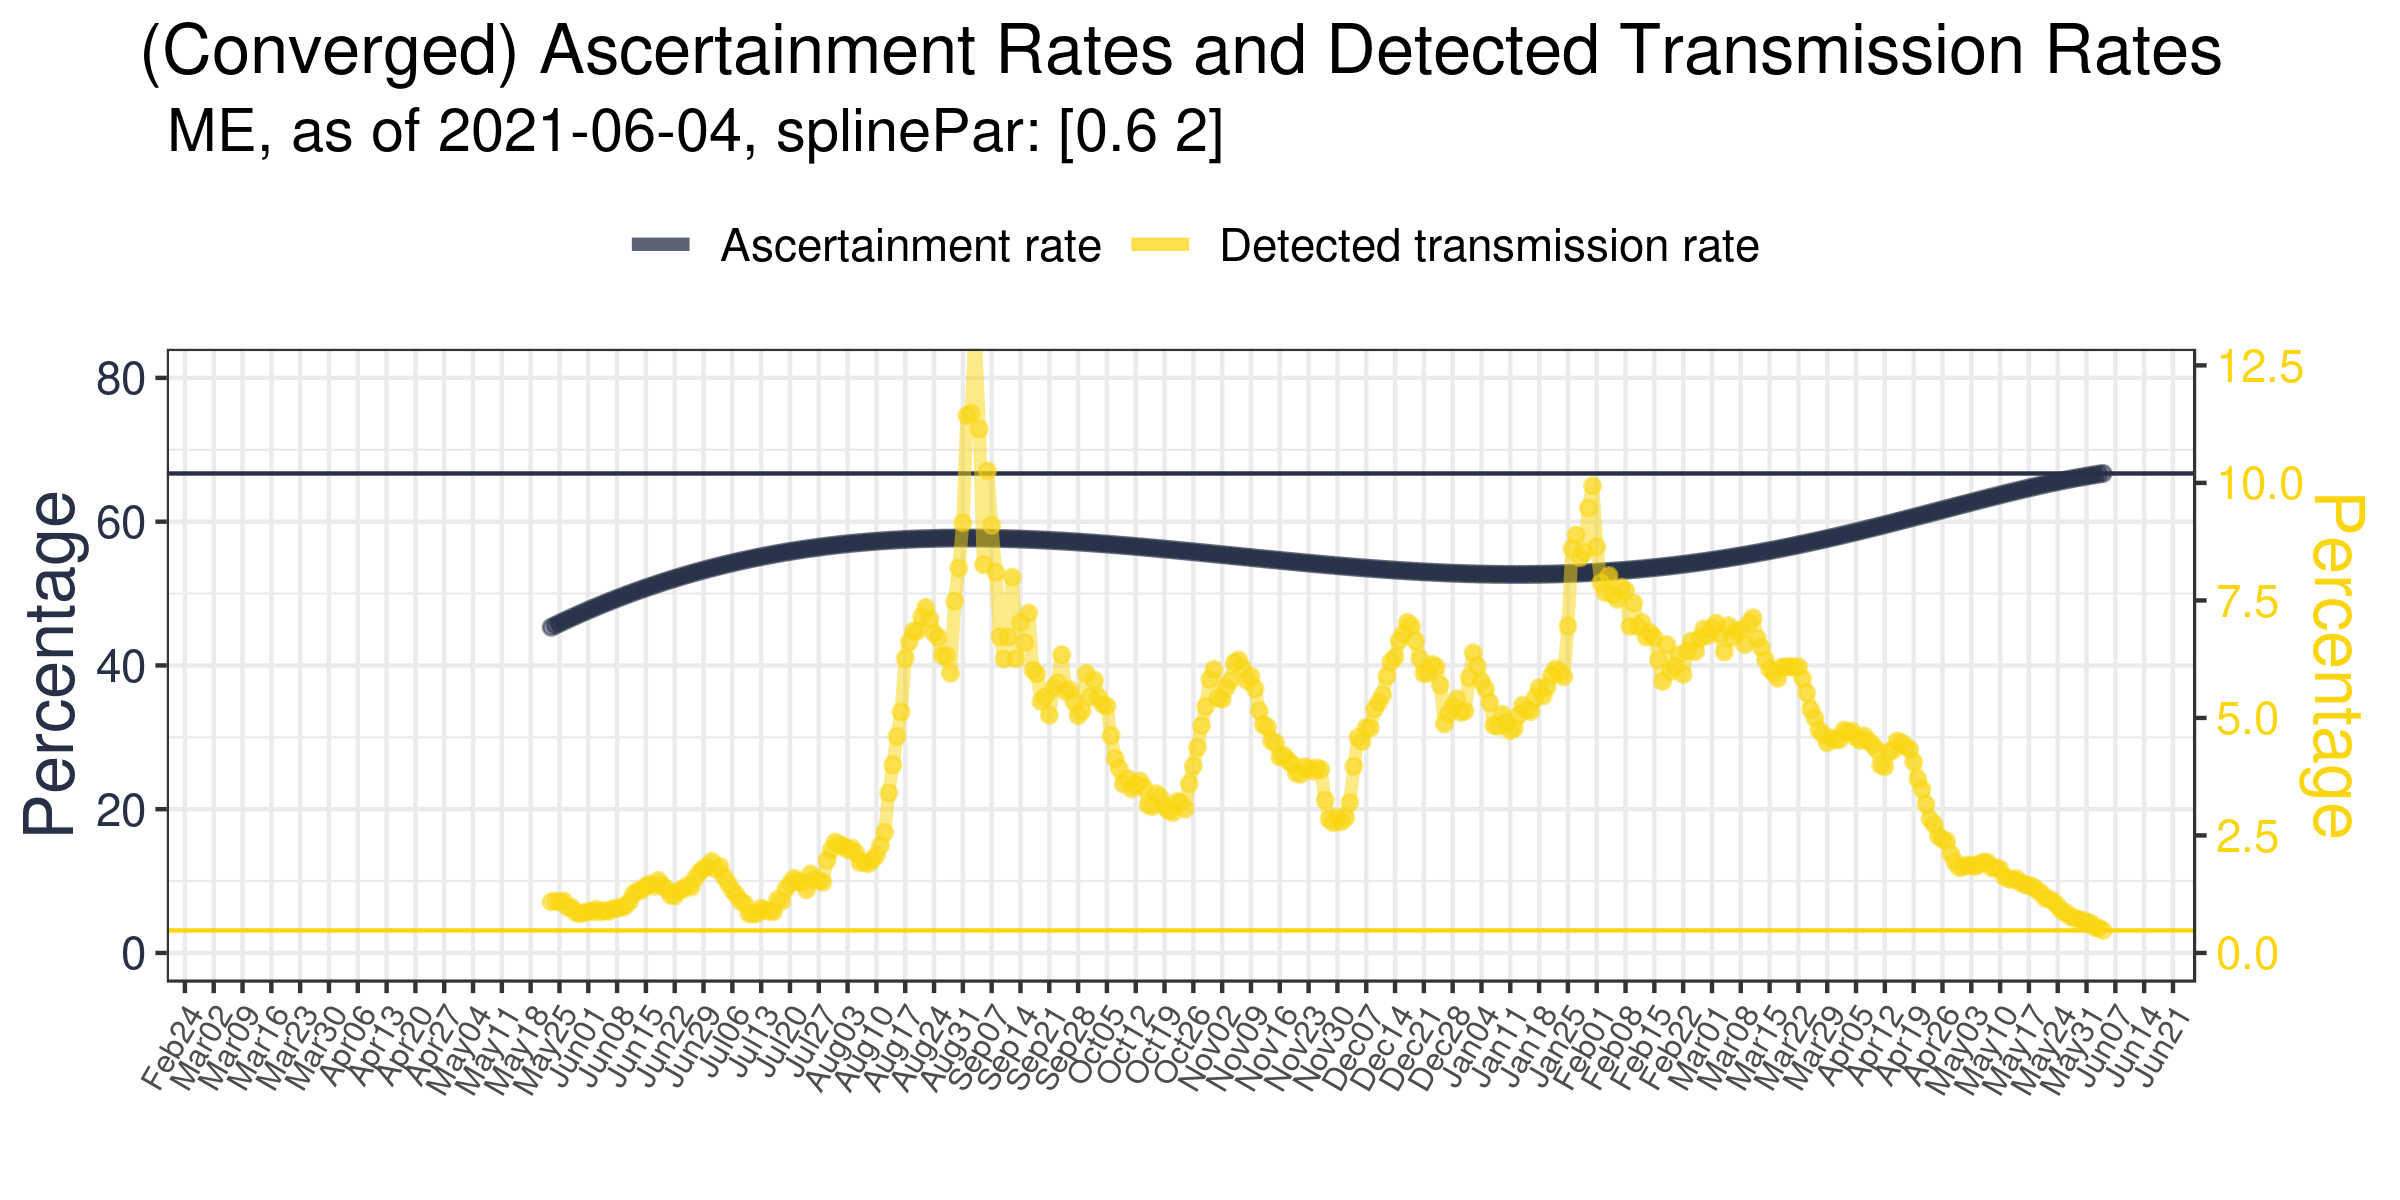 (Converged) Ascertainment Rates and Detected Transmission Rates
ME, as of 2021-06-04, splinePar: [0.6 2]
Ascertainment rate
Detected transmission rate
Percentage
80
60
40
20
0
12.5
10.0
7.5
5.0
2.5
0.0
Percentage
Feb24
Mar02
Mar09
Mar16
Mar23
Mar30
Apr06
Apr13
Apr20
Apr27
May04
May11
May18
May25
Jun01
Jun08
Jun15
Jun22
Jun29
Jul06
Jul13
Jul20
Jul27
Aug03
Aug10
Aug17
Aug24
Aug31
Sep07
Sep14
Sep21
Sep28
Oct05
Oct12
Oct19
Oct26
Nov02
Nov09
Nov16
Nov23
Nov30
Dec07
Dec14
Dec21
Dec28
Jan04
Jan11
Jan18
Jan25
Feb01
Feb08
Feb15
Feb22
Mar01
Mar08
Mar15
Mar22
Mar29
Apr05
Apr12
Apr19
Apr26
May03
May10
May17
May24
May31
Jun07
Jun14
Jun21